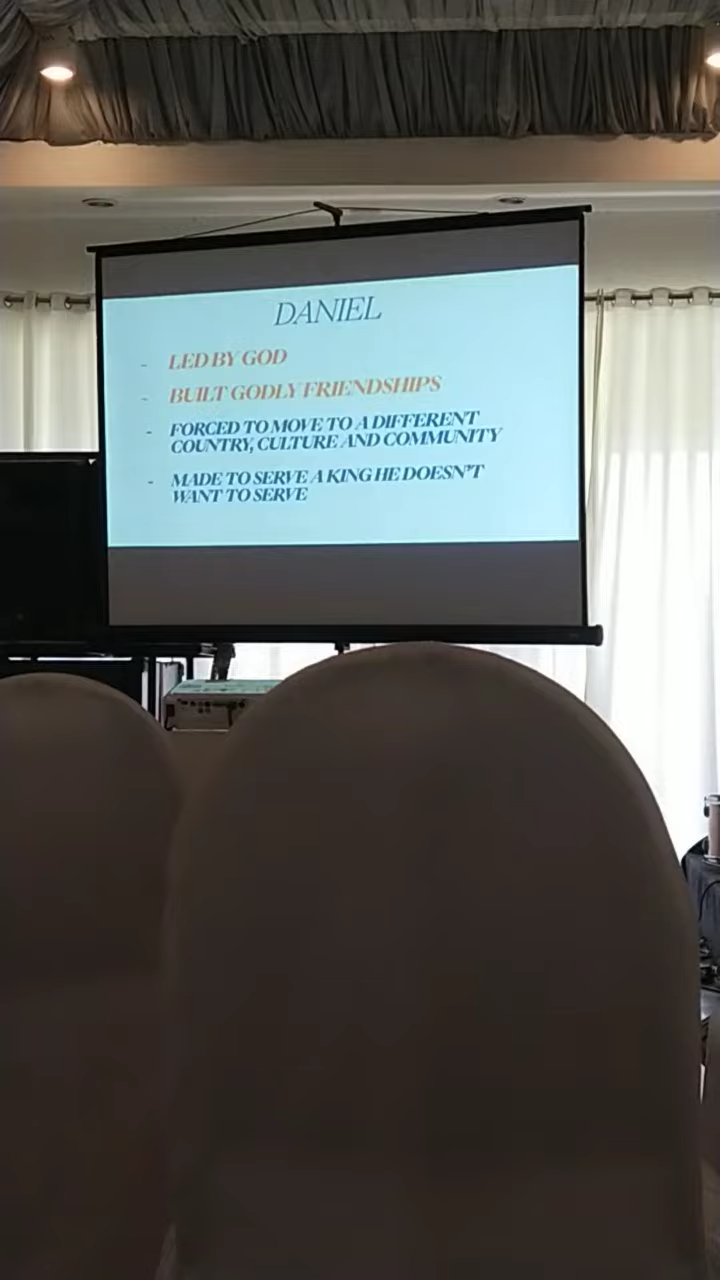 DANIEL
- LED BY GOD
- BUILT GODLY FRIENDSHIPS
- FORCED TO MOVE TO A DIFFERENT
COUNTRY, CULTURE AND COMMUNITY
- MADE TO SERVE A KING HE DOESN'T
WANT TO SERVE